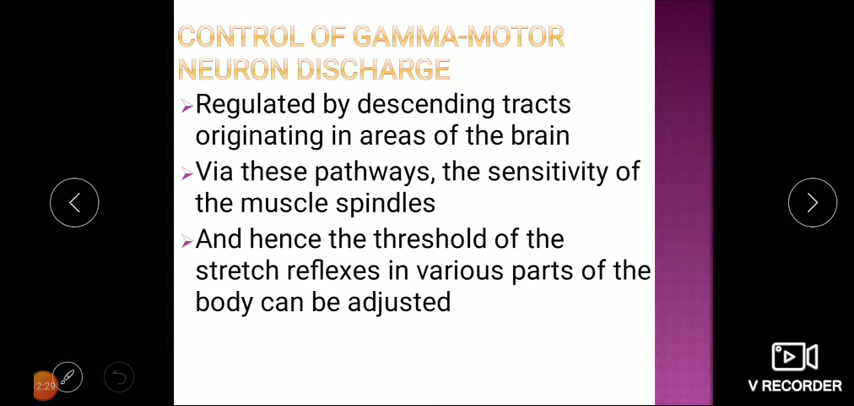 CONTROL OF GAMMA-MOTOR
NEURON DISCHARGE
➢Regulated by descending tracts
originating in areas of the brain
➢Via these pathways, the sensitivity of
the muscle spindles
➢And hence the threshold of the
stretch reflexes in various parts of the
body can be adjusted
2:29
V RECORDER